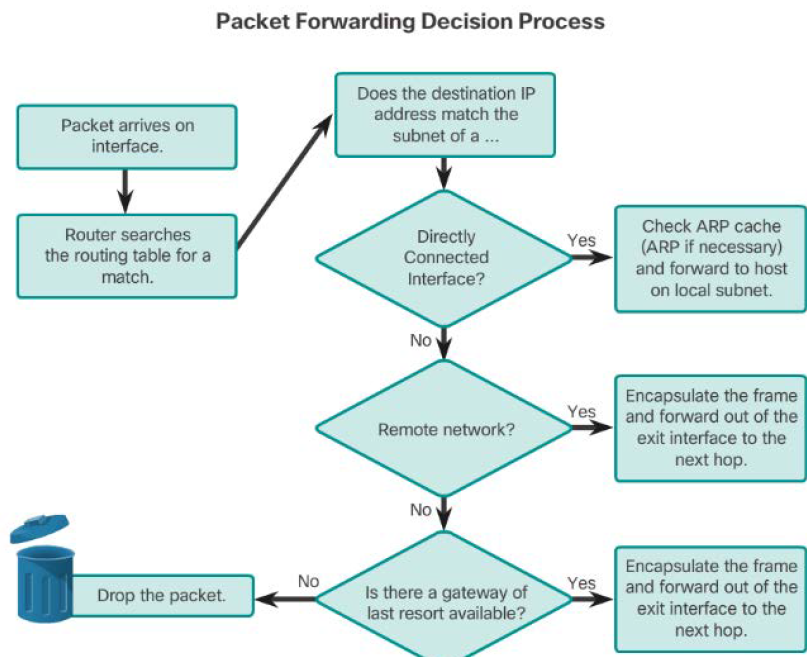 Packet Forwarding Decision Process
Packet arrives on
interface.
Router searches
the routing table for a
match.
Does the destination IP
address match the
subnet of a ...
Directly
Connected
Interface?
Yes
Check ARP cache
(ARP if necessary)
and forward to host
on local subnet.
No
Remote network?
Yes
Encapsulate the frame
and forward out of the
exit interface to the
next hop.
No
Is there a gateway of
last resort available?
Yes
Encapsulate the frame
and forward out of the
exit interface to the
next hop.
No
Drop the packet.